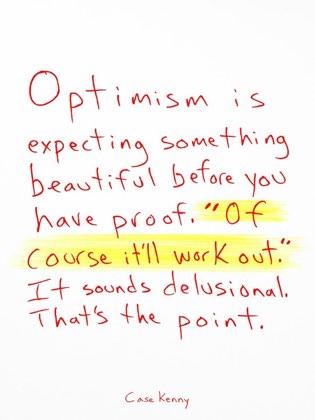 Optimism is
expecting something
beautiful before you
have proof. "Of
course it'll work out."
It sounds delusional.
That's the point.
Case Kenny